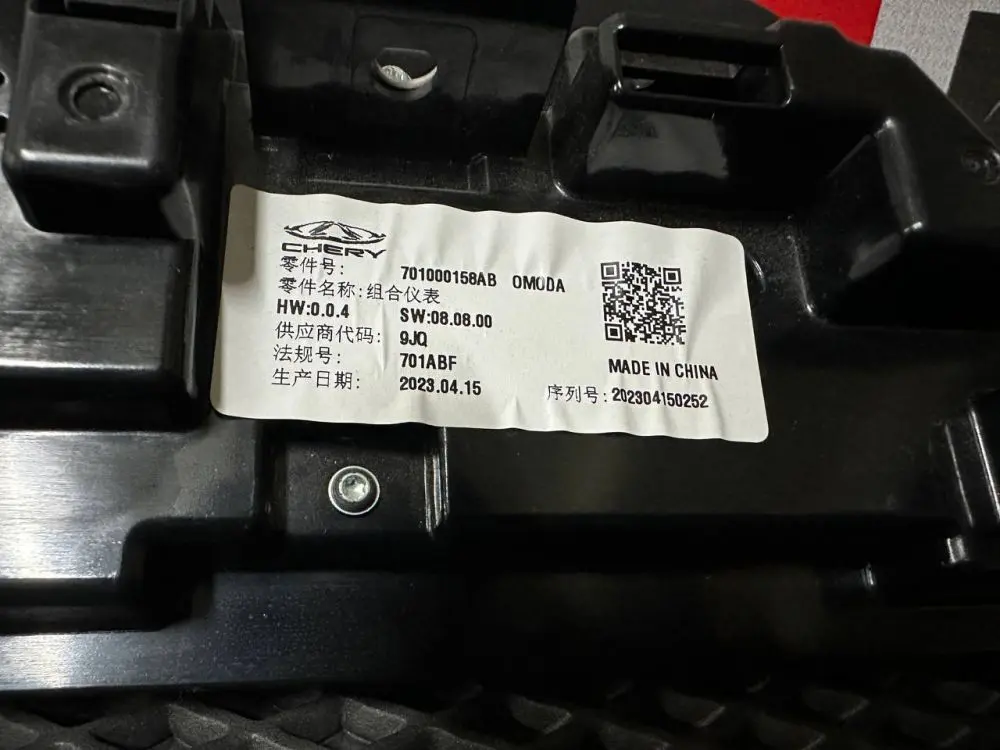 CHERY
零件号: 701000158AB OMODA
零件名称:组合仪表
HW:0.0.4 SW:08.08.00
供应商代码: 9JQ
法规号: 701ABF
生产日期: 2023.04.15
MADE IN CHINA
序列号:202304150252